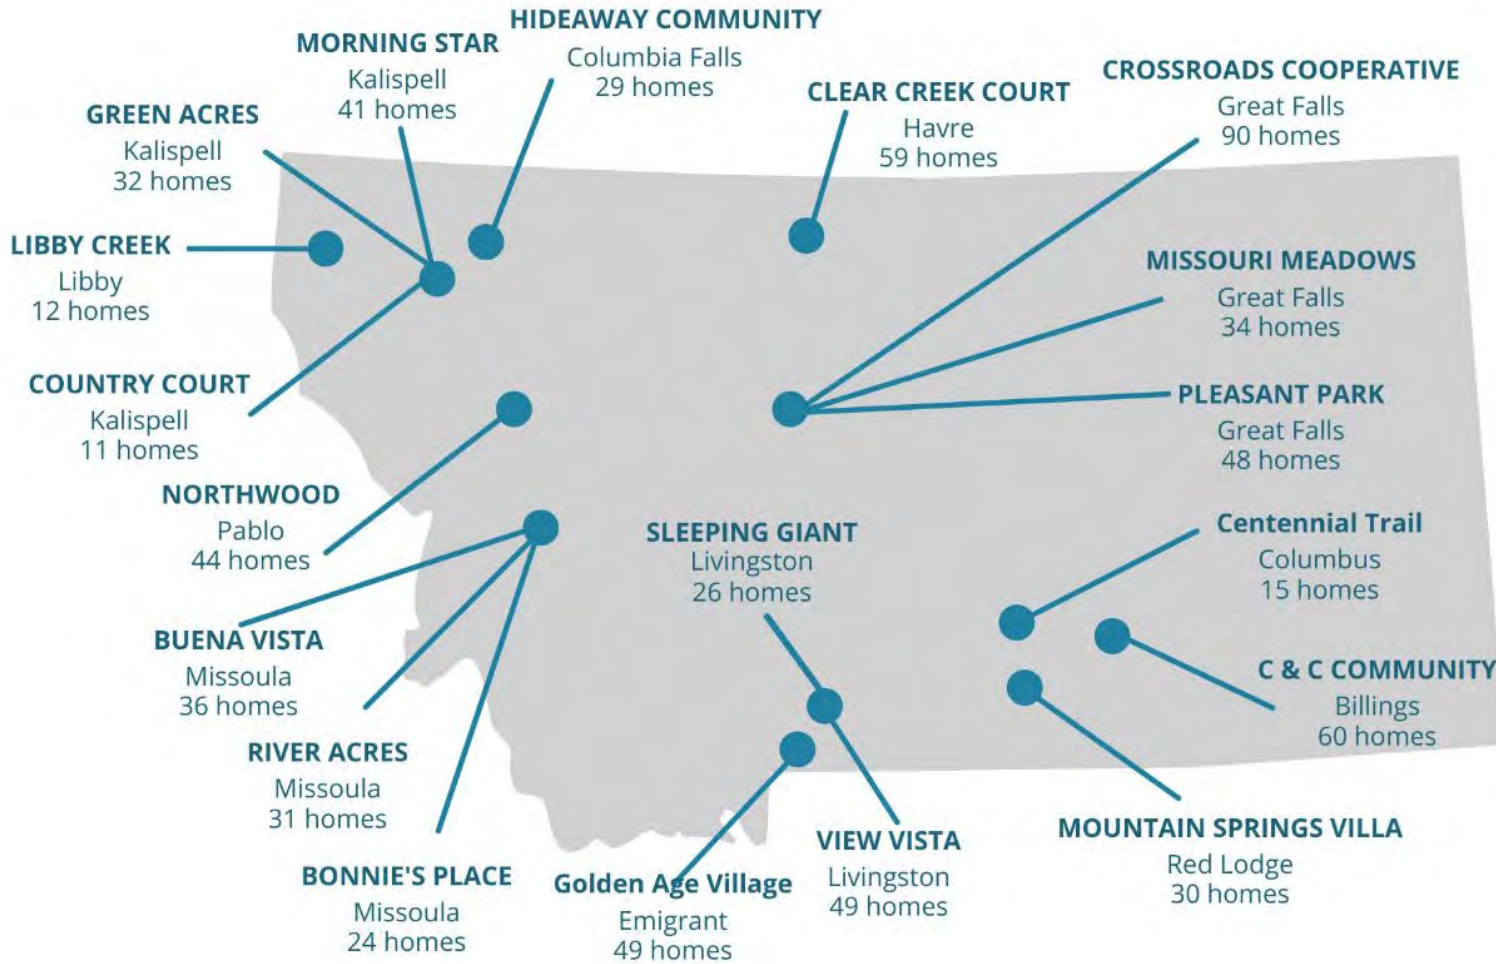 HIDEAWAY COMMUNITY
Columbia Falls
29 homes
MORNING STAR
Kalispell
41 homes
CROSSROADS COOPERATIVE
Great Falls
90 homes
CLEAR CREEK COURT
Havre
59 homes
GREEN ACRES
Kalispell
32 homes
LIBBY CREEK
Libby
12 homes
MISSOURI MEADOWS
Great Falls
34 homes
COUNTRY COURT
Kalispell
11 homes
PLEASANT PARK
Great Falls
48 homes
NORTHWOOD
Pablo
44 homes
SLEEPING GIANT
Livingston
26 homes
Centennial Trail
Columbus
15 homes
BUENA VISTA
Missoula
36 homes
C & C COMMUNITY
Billings
60 homes
RIVER ACRES
Missoula
31 homes
VIEW VISTA
Livingston
49 homes
MOUNTAIN SPRINGS VILLA
Red Lodge
30 homes
BONNIE'S PLACE
Missoula
24 homes
Golden Age Village
Emigrant
49 homes